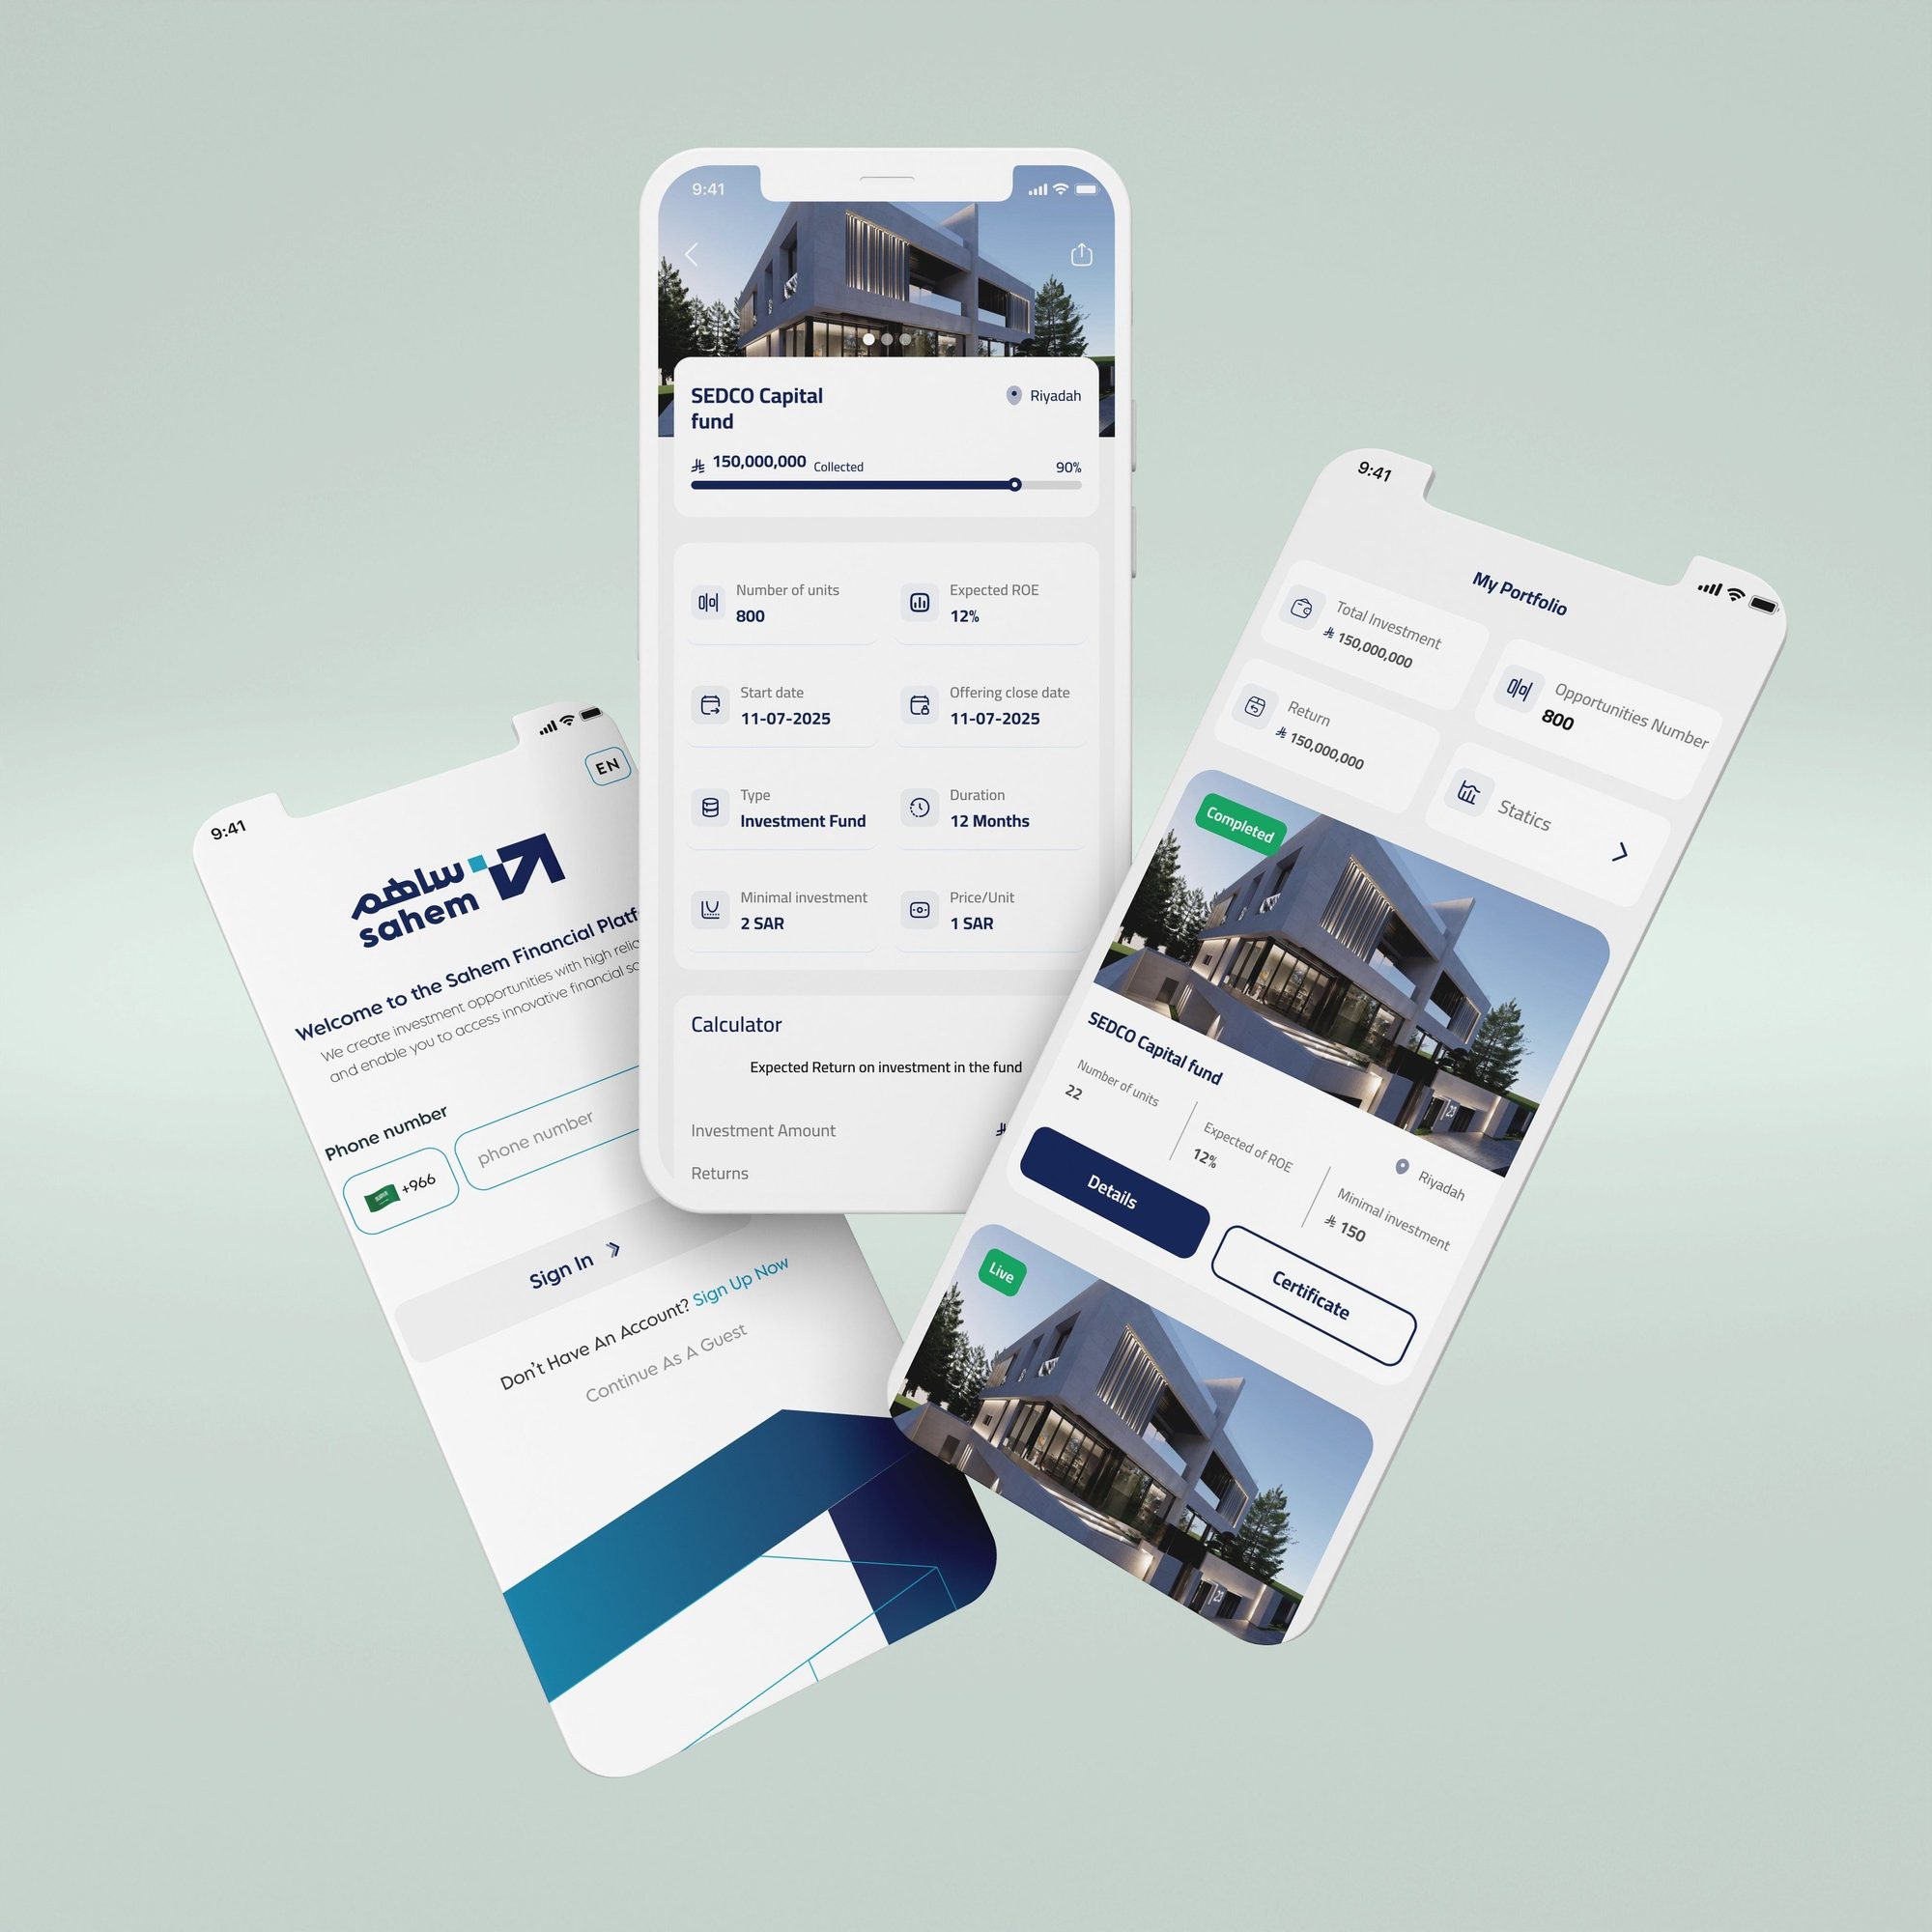 9:41
EN
ساهم
sahem
Welcome to the Sahem Financial Platf
We create investment opportunities with high relia
and enable you to access innovative financial so
Phone number
+966
phone number
Sign In
Don't Have An Account? Sign Up Now
Continue As A Guest
9:41
SEDCO Capital
fund
Riyadah
150,000,000 Collected
90%
Number of units
800
Expected ROE
12%
Start date
11-07-2025
Offering close date
11-07-2025
Type
Investment Fund
Duration
12 Months
Minimal investment
2 SAR
Price/Unit
1 SAR
Calculator
Expected Return on investment in the fund
Investment Amount
Returns
9:41
My Portfolio
Total Investment
150,000,000
Opportunities Number
800
Return
150,000,000
Statics
Completed
23
SEDCO Capital fund
Riyadah
Number of units
22
Expected of ROE
12%
Minimal investment
150
Details
Certificate
Live
23